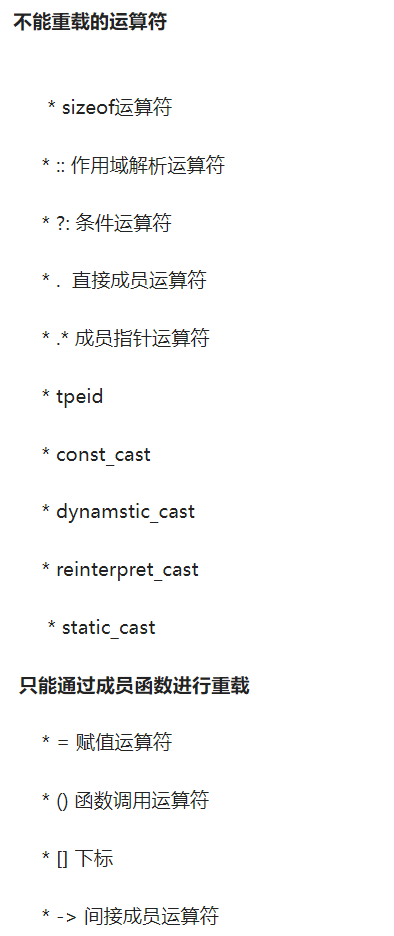 不能重载的运算符
* sizeof运算符
* :: 作用域解析运算符
* ?: 条件运算符
* .  直接成员运算符
* .* 成员指针运算符
* tpeid
* const_cast
* dynamstic_cast
* reinterpret_cast
* static_cast
只能通过成员函数进行重载
* = 赋值运算符
* () 函数调用运算符
* [] 下标
* -> 间接成员运算符